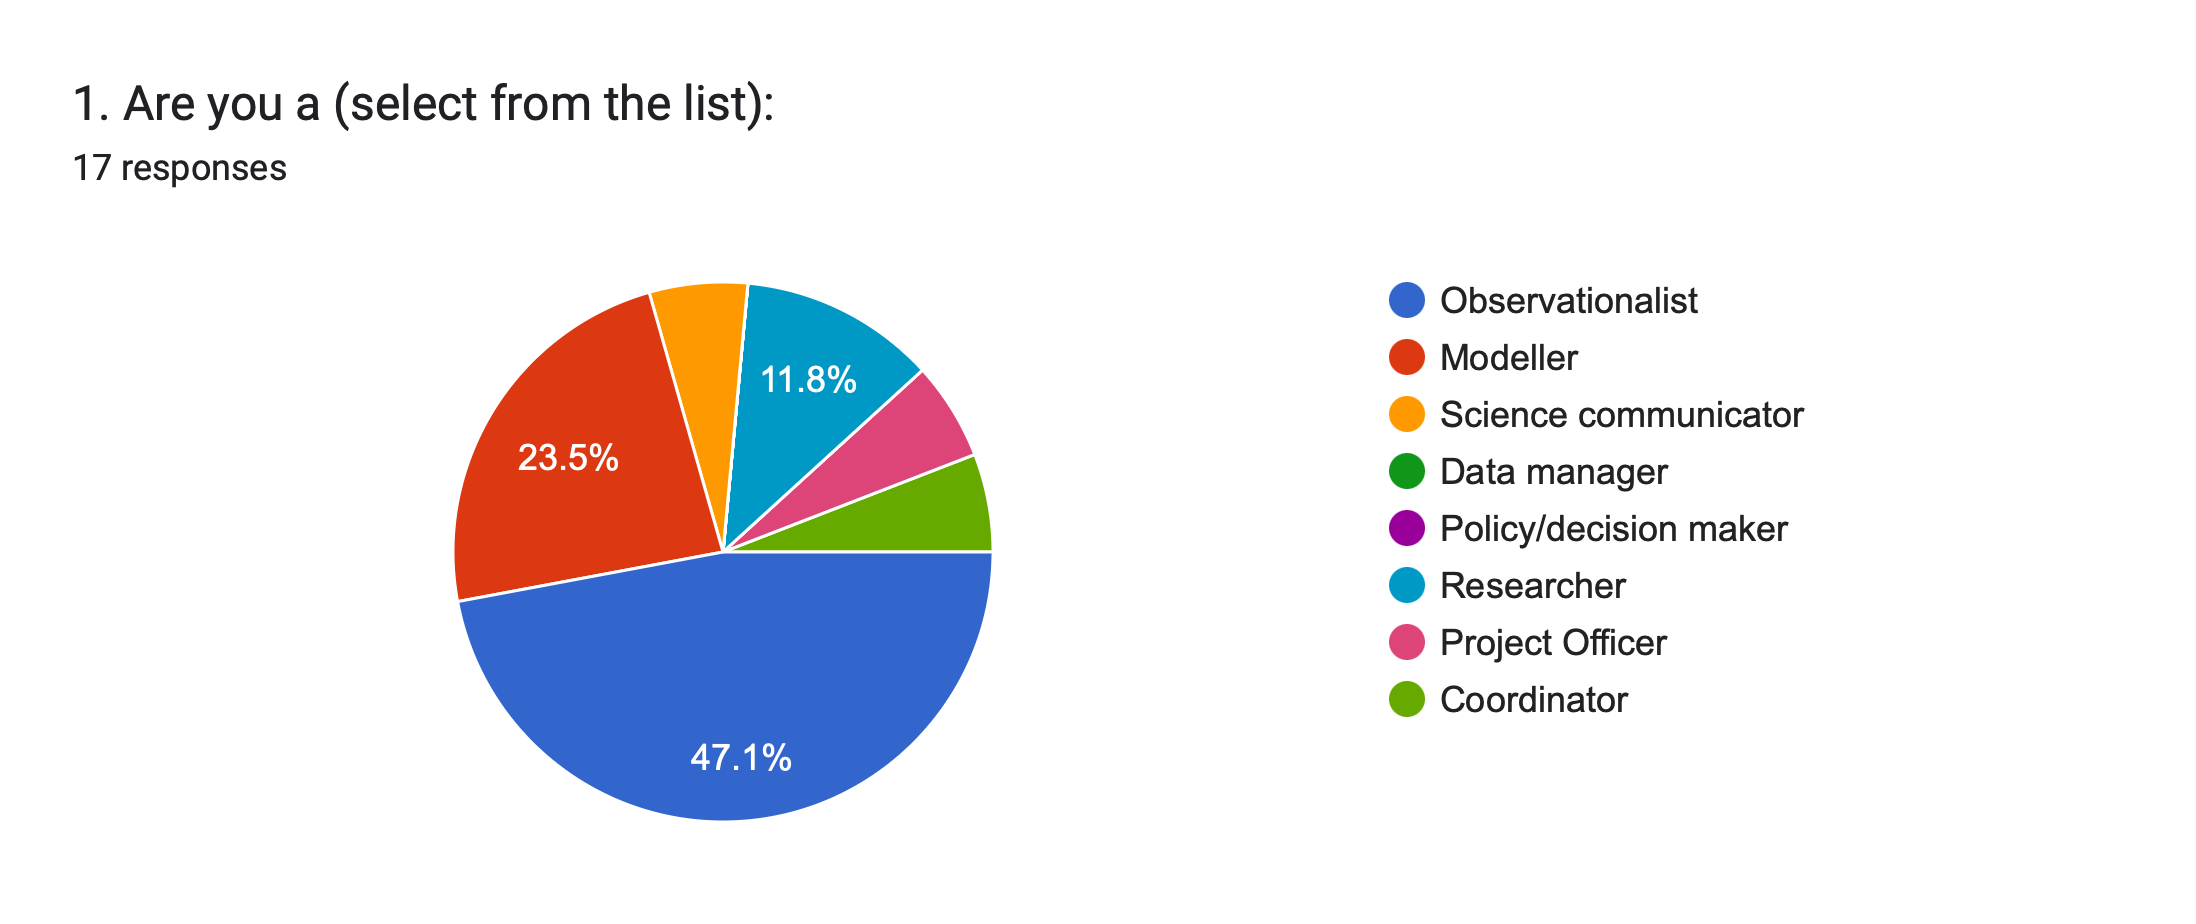 1. Are you a (select from the list):
17 responses
11.8%
23.5%
47.1%
Observationalist
Modeller
Science communicator
Data manager
Policy/decision maker
Researcher
Project Officer
Coordinator